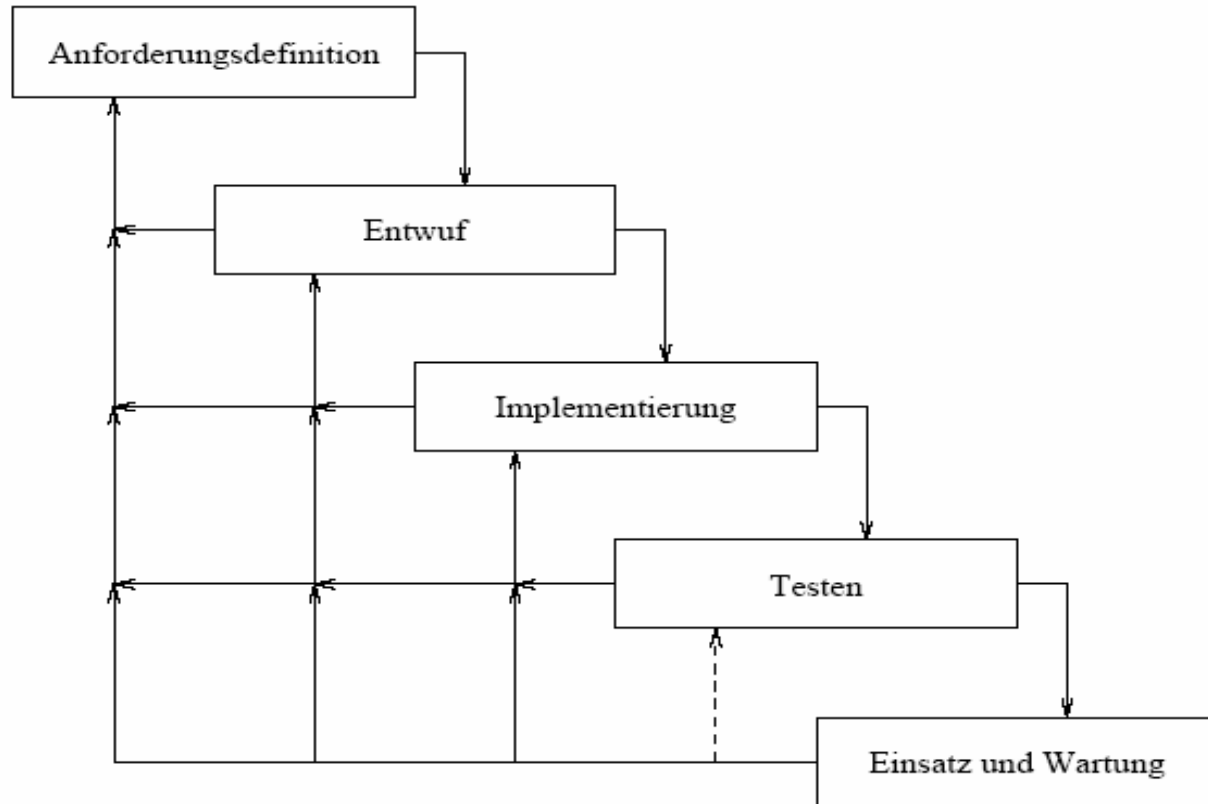 Anforderungsdefinition
Entwuf
Implementierung
Testen
Einsatz und Wartung